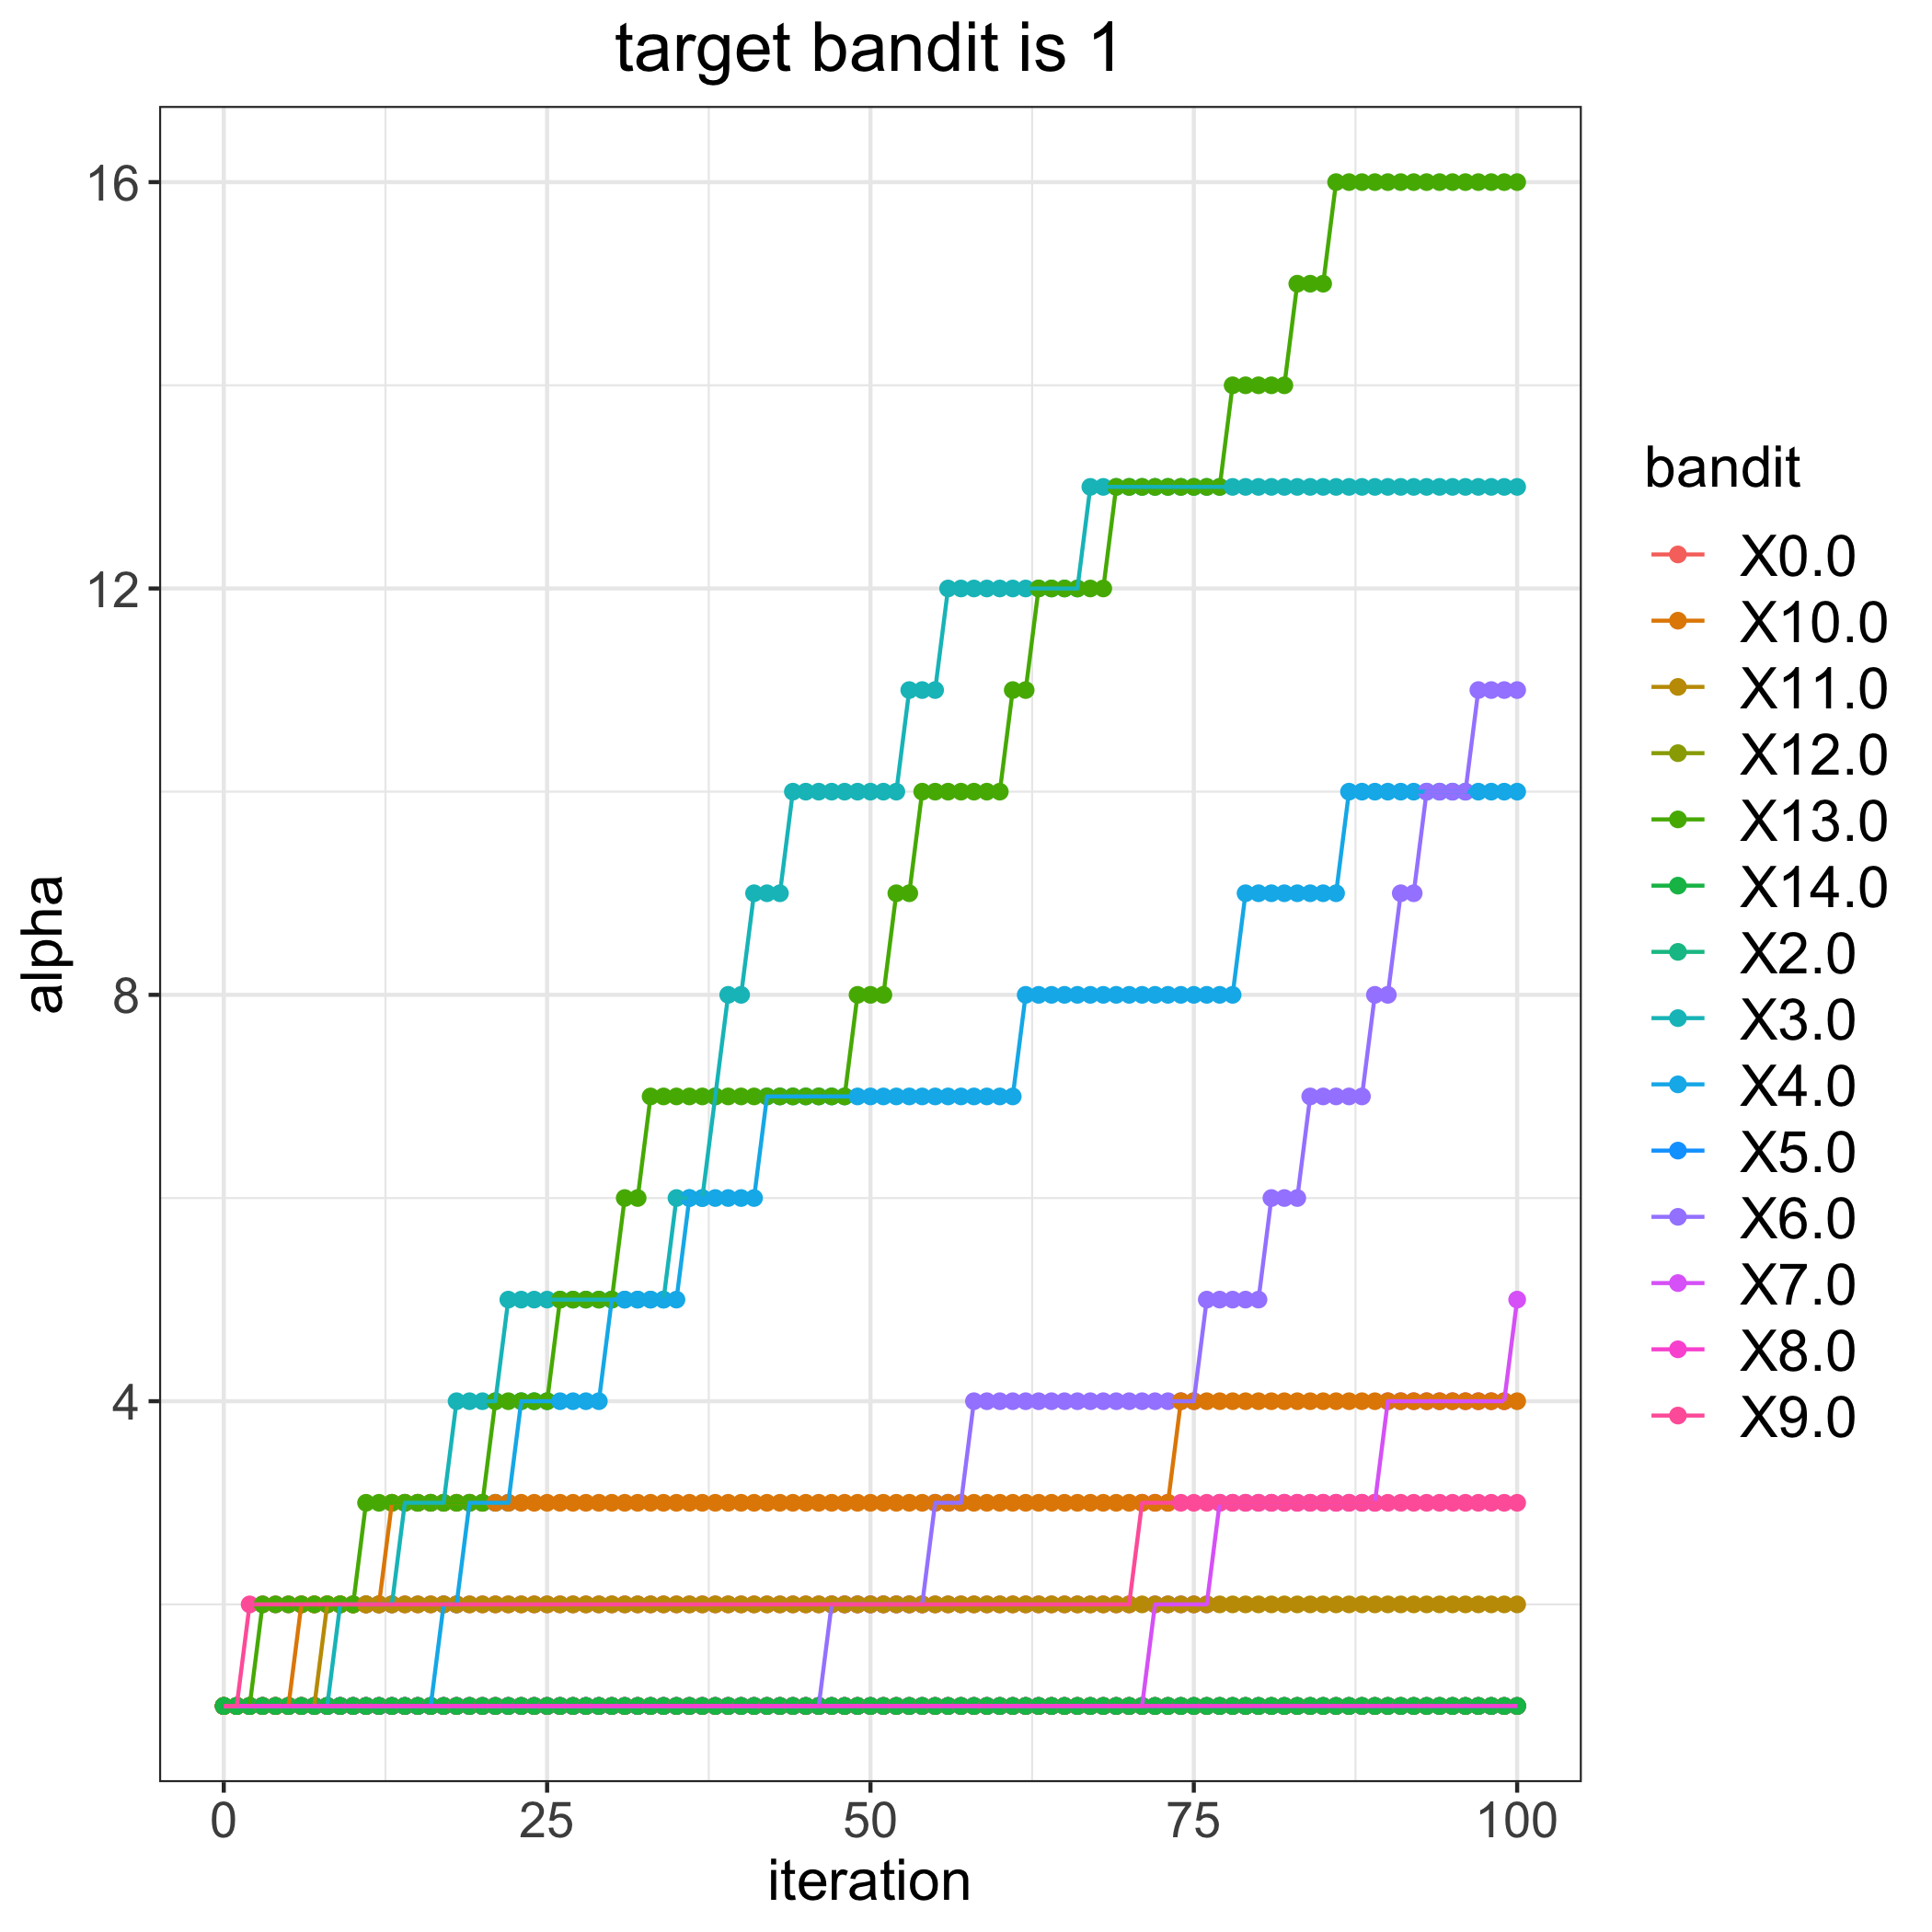 target bandit is 1
16
12
8
4
alpha
0 25 50 75 100
iteration
bandit
X0.0
X10.0
X11.0
X12.0
X13.0
X14.0
X2.0
X3.0
X4.0
X5.0
X6.0
X7.0
X8.0
X9.0